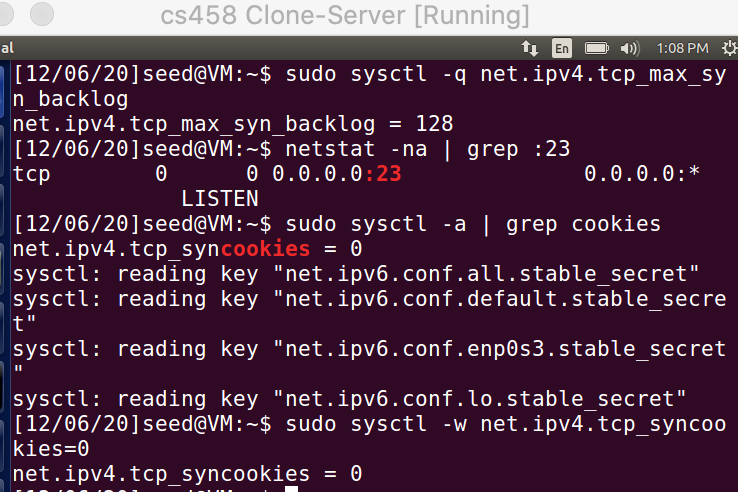 cs458 Clone-Server [Running]
al En 1:08 PM
[12/06/20]seed@VM:~$ sudo sysctl -q net.ipv4.tcp_max_sy
n_backlog
net.ipv4.tcp_max_syn_backlog = 128
[12/06/20]seed@VM:~$ netstat -na | grep :23
tcp        0      0 0.0.0.0:23              0.0.0.0:*
             LISTEN
[12/06/20]seed@VM:~$ sudo sysctl -a | grep cookies
net.ipv4.tcp_syncookies = 0
sysctl: reading key "net.ipv6.conf.all.stable_secret"
sysctl: reading key "net.ipv6.conf.default.stable_secre
t"
sysctl: reading key "net.ipv6.conf.enp0s3.stable_secret
"
sysctl: reading key "net.ipv6.conf.lo.stable_secret"
[12/06/20]seed@VM:~$ sudo sysctl -w net.ipv4.tcp_syncoo
kies=0
net.ipv4.tcp_syncookies = 0